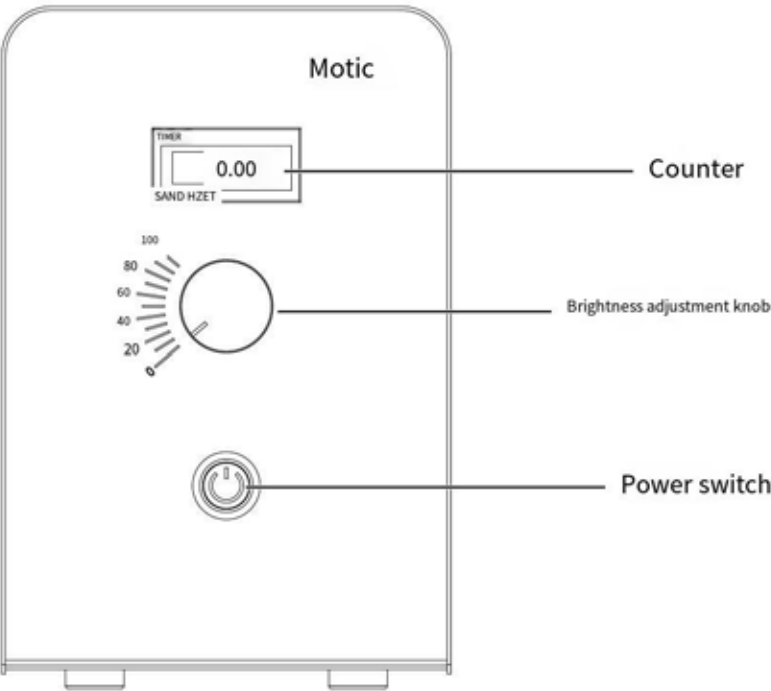 Motic
TIMER
0.00
Counter
SAND HZET
100
80
60
Brightness adjustment knob
40
20
0
Power switch